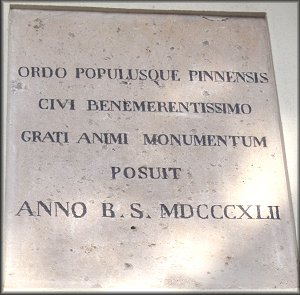 ORDO POPULUSQUE PINNENSIS
CIVI BENEMERENTISSIMO
GRATI ANIMI MONUMENTUM
POSUIT
ANNO B. S. MDCCCXLII